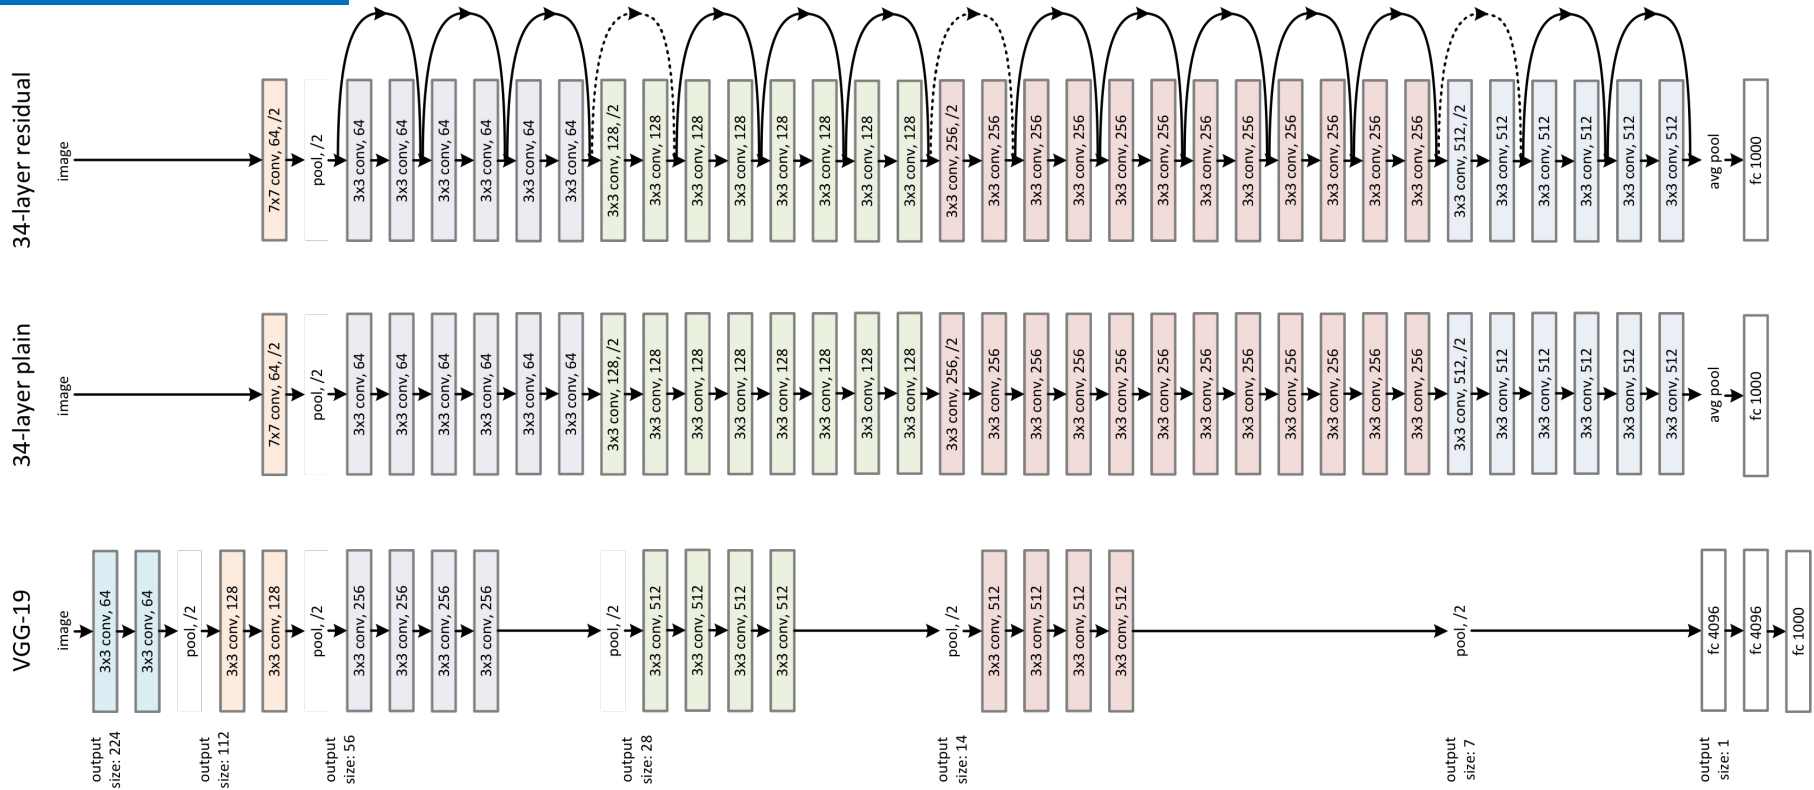 34-layer residual
image
7x7 conv, 64, /2
pool, /2
3x3 conv, 64
3x3 conv, 64
3x3 conv, 64
3x3 conv, 64
3x3 conv, 64
3x3 conv, 64
3x3 conv, 128, /2
3x3 conv, 128
3x3 conv, 128
3x3 conv, 128
3x3 conv, 128
3x3 conv, 128
3x3 conv, 128
3x3 conv, 128
3x3 conv, 256, /2
3x3 conv, 256
3x3 conv, 256
3x3 conv, 256
3x3 conv, 256
3x3 conv, 256
3x3 conv, 256
3x3 conv, 256
3x3 conv, 256
3x3 conv, 256
3x3 conv, 256
3x3 conv, 256
3x3 conv, 512, /2
3x3 conv, 512
3x3 conv, 512
3x3 conv, 512
3x3 conv, 512
3x3 conv, 512
avg pool
fc 1000
34-layer plain
image
7x7 conv, 64, /2
pool, /2
3x3 conv, 64
3x3 conv, 64
3x3 conv, 64
3x3 conv, 64
3x3 conv, 64
3x3 conv, 64
3x3 conv, 128, /2
3x3 conv, 128
3x3 conv, 128
3x3 conv, 128
3x3 conv, 128
3x3 conv, 128
3x3 conv, 128
3x3 conv, 128
3x3 conv, 256, /2
3x3 conv, 256
3x3 conv, 256
3x3 conv, 256
3x3 conv, 256
3x3 conv, 256
3x3 conv, 256
3x3 conv, 256
3x3 conv, 256
3x3 conv, 256
3x3 conv, 256
3x3 conv, 256
3x3 conv, 512, /2
3x3 conv, 512
3x3 conv, 512
3x3 conv, 512
3x3 conv, 512
3x3 conv, 512
avg pool
fc 1000
VGG-19
image
3x3 conv, 64
3x3 conv, 64
pool, /2
3x3 conv, 128
3x3 conv, 128
pool, /2
3x3 conv, 256
3x3 conv, 256
3x3 conv, 256
3x3 conv, 256
pool, /2
3x3 conv, 512
3x3 conv, 512
3x3 conv, 512
3x3 conv, 512
pool, /2
3x3 conv, 512
3x3 conv, 512
3x3 conv, 512
3x3 conv, 512
pool, /2
fc 4096
fc 4096
fc 1000
output
size: 224
output
size: 112
output
size: 56
output
size: 28
output
size: 14
output
size: 7
output
size: 1